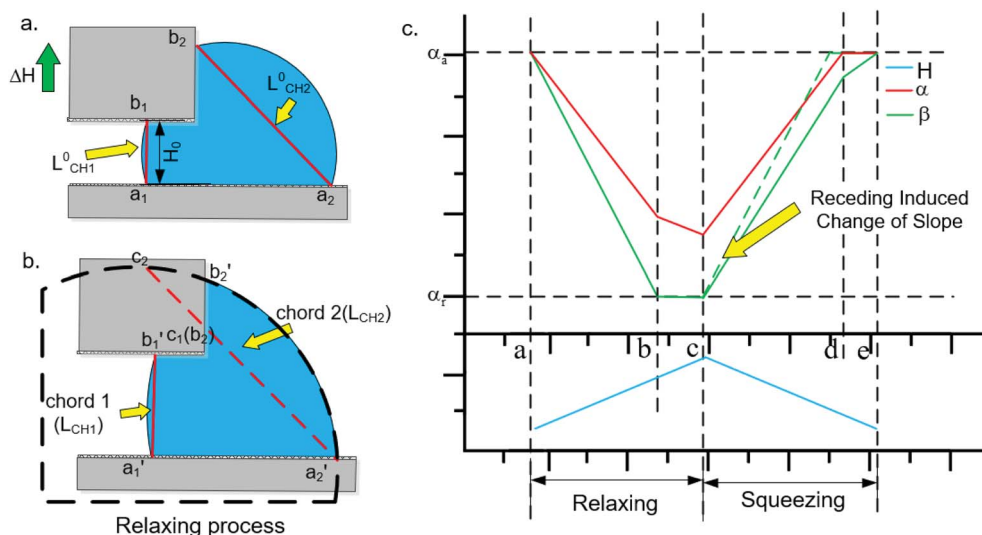 a.
b₂
ΔH
L⁰CH2
b₁
L⁰CH1
H₀
a₁
a₂
b.
c₂
b₂'
chord 2(LCH2)
b₁'
c₁(b₂)
chord 1
(LCH1)
a₁'
a₂'
Relaxing process
c.
αa
H
α
β
Receding Induced
Change of Slope
αr
a
b
c
d
e
Relaxing
Squeezing